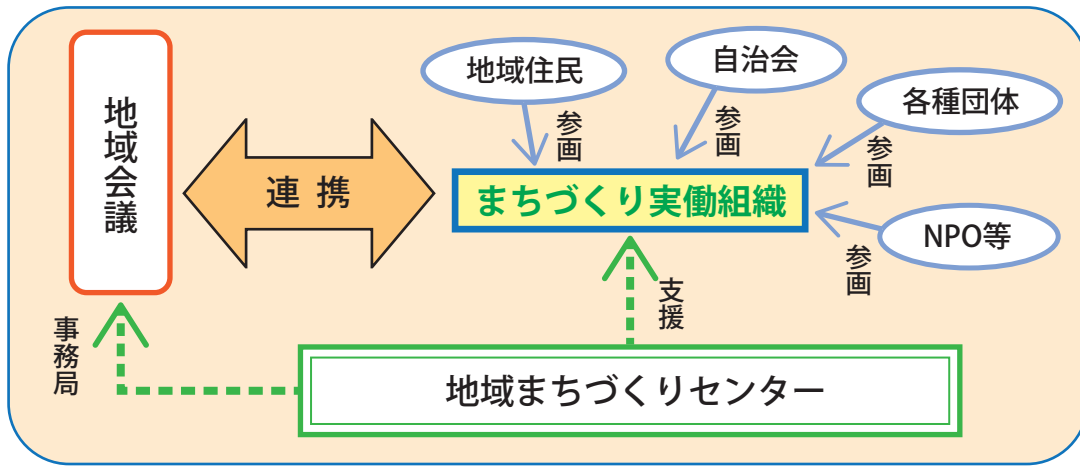 地域会議
連携
地域住民
参画
自治会
参画
各種団体
参画
NPO等
参画
まちづくり実働組織
支援
事務局
地域まちづくりセンター